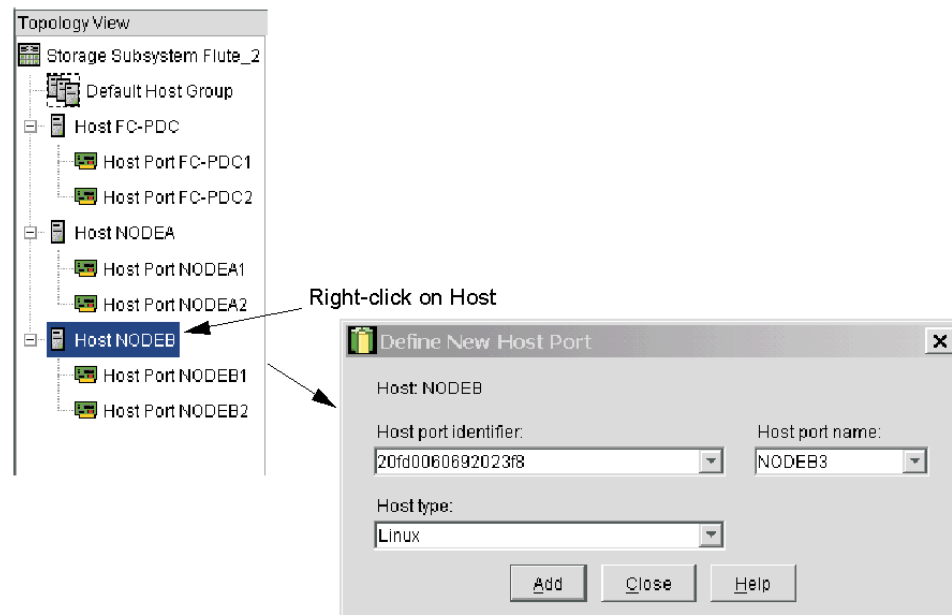 Topology View
Storage Subsystem Flute_2
Default Host Group
Host FC-PDC
Host Port FC-PDC1
Host Port FC-PDC2
Host NODEA
Host Port NODEA1
Host Port NODEA2
Host NODEB
Host Port NODEB1
Host Port NODEB2
Right-click on Host
Define New Host Port
Host: NODEB
Host port identifier:
Host port name:
20fd0060692023f8
NODEB3
Host type:
Linux
Add
Close
Help